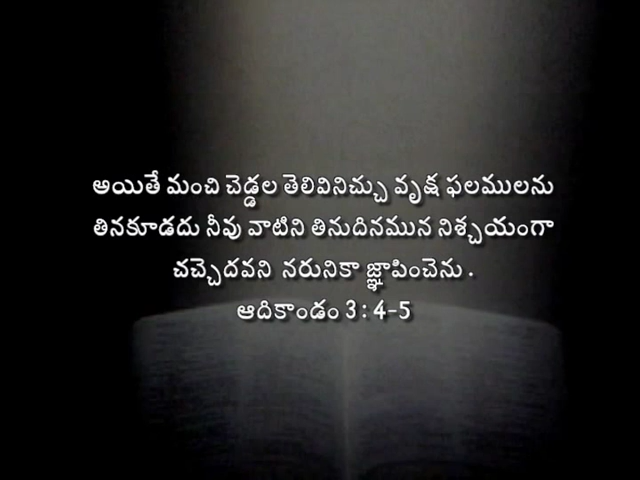 అయితే మంచి చెడ్డల తెలివినిచ్చు వృక్ష ఫలములను
తినకూడదు నీవు వాటిని తినుదినమున నిశ్చయంగా
చచ్చెదవని నరునికా జ్ఞాపించెను .
ఆదికాండం 3 : 4-5